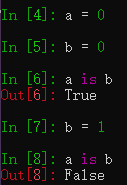 In [4]: a = 0
In [5]: b = 0
In [6]: a is b
Out[6]: True
In [7]: b = 1
In [8]: a is b
Out[8]: False